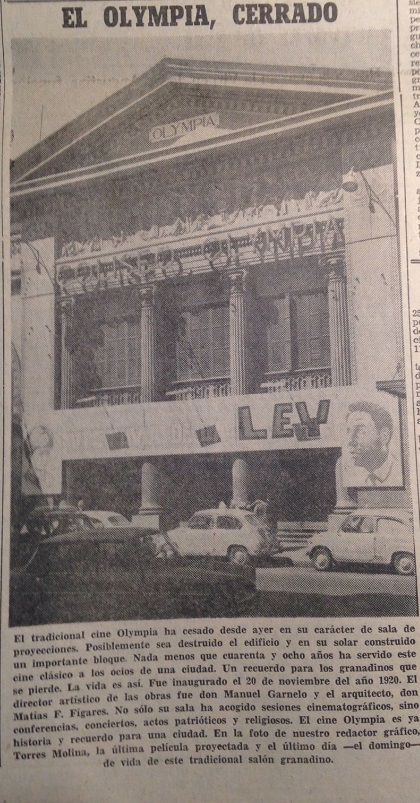 EL OLYMPIA, CERRADO
OLYMPIA
COLISEO OLYMPIA
LEY
El tradicional cine Olympia ha cesado desde ayer en su carácter de sala de
proyecciones. Posiblemente sea destruido el edificio y en su solar construido
un importante bloque. Nada menos que cuarenta y ocho años ha servido este
cine clásico a los ocios de una ciudad. Un recuerdo para los granadinos que
se pierde. La vida es así. Fue inaugurado el 20 de noviembre del año 1920. El
director artístico de las obras fue don Manuel Garnelo y el arquitecto, don
Matías F. Fígares. No sólo su sala ha acogido sesiones cinematográficas, sino
conferencias, conciertos, actos patrióticos y religiosos. El cine Olympia es ya
historia y recuerdo para una ciudad. En la foto de nuestro redactor gráfico,
Torres Molina, la última película proyectada y el último día —el domingo—
de vida de este tradicional salón granadino.